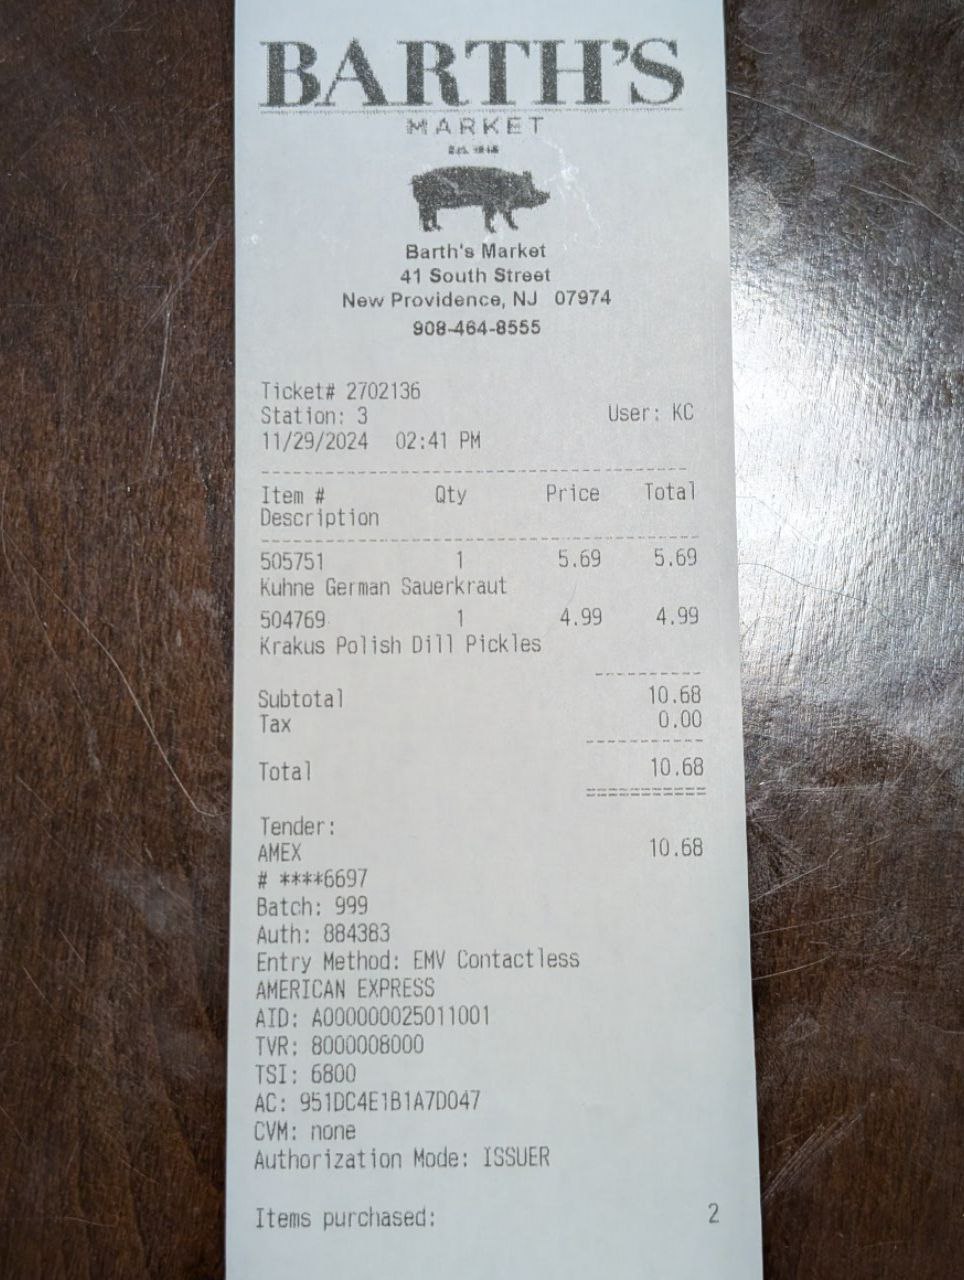 BARTH'S
MARKET
Barth's Market
41 South Street
New Providence, NJ 07974
908-464-8555
Ticket# 2702136
Station: 3 User: KC
11/29/2024 02:41 PM
Item # Qty Price Total
Description
505751 1 5.69 5.69
Kuhne German Sauerkraut
504769 1 4.99 4.99
Krakus Polish Dill Pickles
Subtotal 10.68
Tax 0.00
Total 10.68
Tender:
AMEX 10.68
# ****6697
Batch: 999
Auth: 884383
Entry Method: EMV Contactless
AMERICAN EXPRESS
AID: A000000025011001
TVR: 8000008000
TSI: 6800
AC: 951DC4E1B1A7D047
CVM: none
Authorization Mode: ISSUER
Items purchased: 2